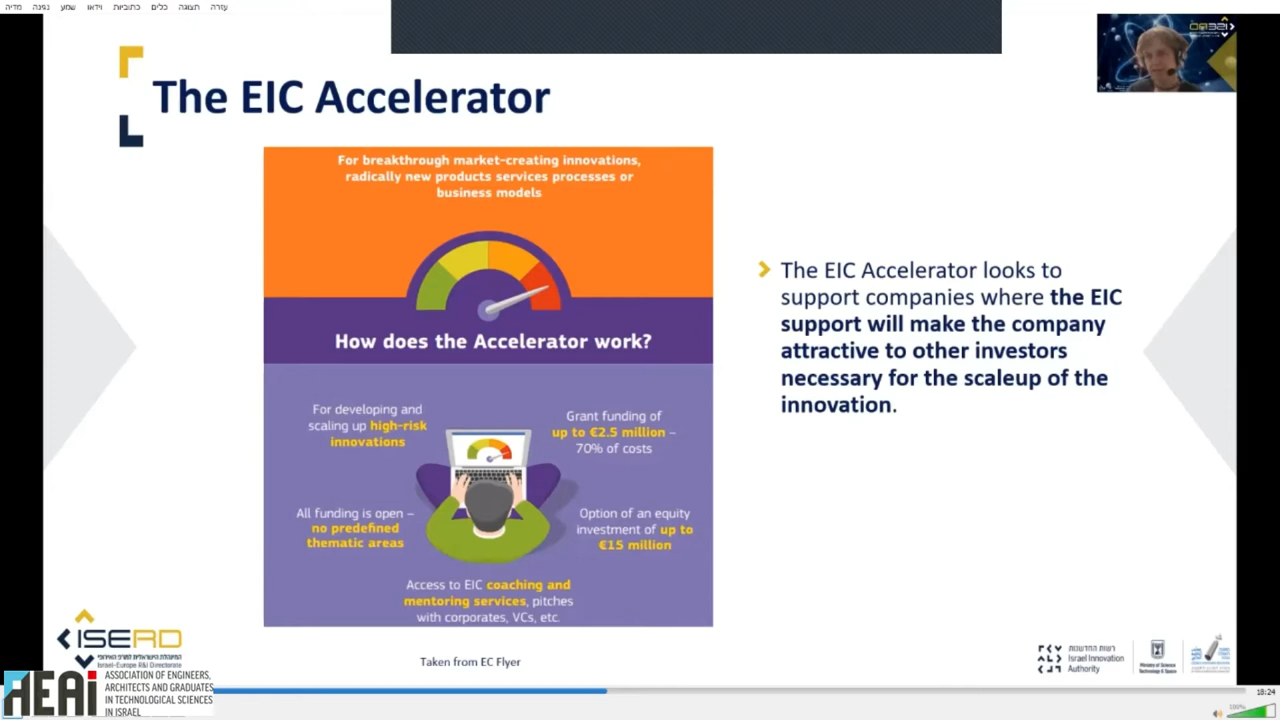 מדיה נגינה שמע וידאו כתוביות כלים תצוגה עזרה
The EIC Accelerator
For breakthrough market-creating innovations,
radically new products services processes or
business models
How does the Accelerator work?
For developing and
scaling up high-risk
innovations
Grant funding of
up to €2.5 million –
70% of costs
All funding is open –
no predefined
thematic areas
Option of an equity
investment of up to
€15 million
Access to EIC coaching and
mentoring services, pitches
with corporates, VCs, etc.
The EIC Accelerator looks to
support companies where the EIC
support will make the company
attractive to other investors
necessary for the scaleup of the
innovation.
Taken from EC Flyer
ISERD
Israel-Europe R&I Directorate
AEAI
ASSOCIATION OF ENGINEERS,
ARCHITECTS AND GRADUATES
IN TECHNOLOGICAL SCIENCES
IN ISRAEL
רשות החדשנות
Israel Innovation
Authority
Ministry of Science
Technology & Space
18:24
100%